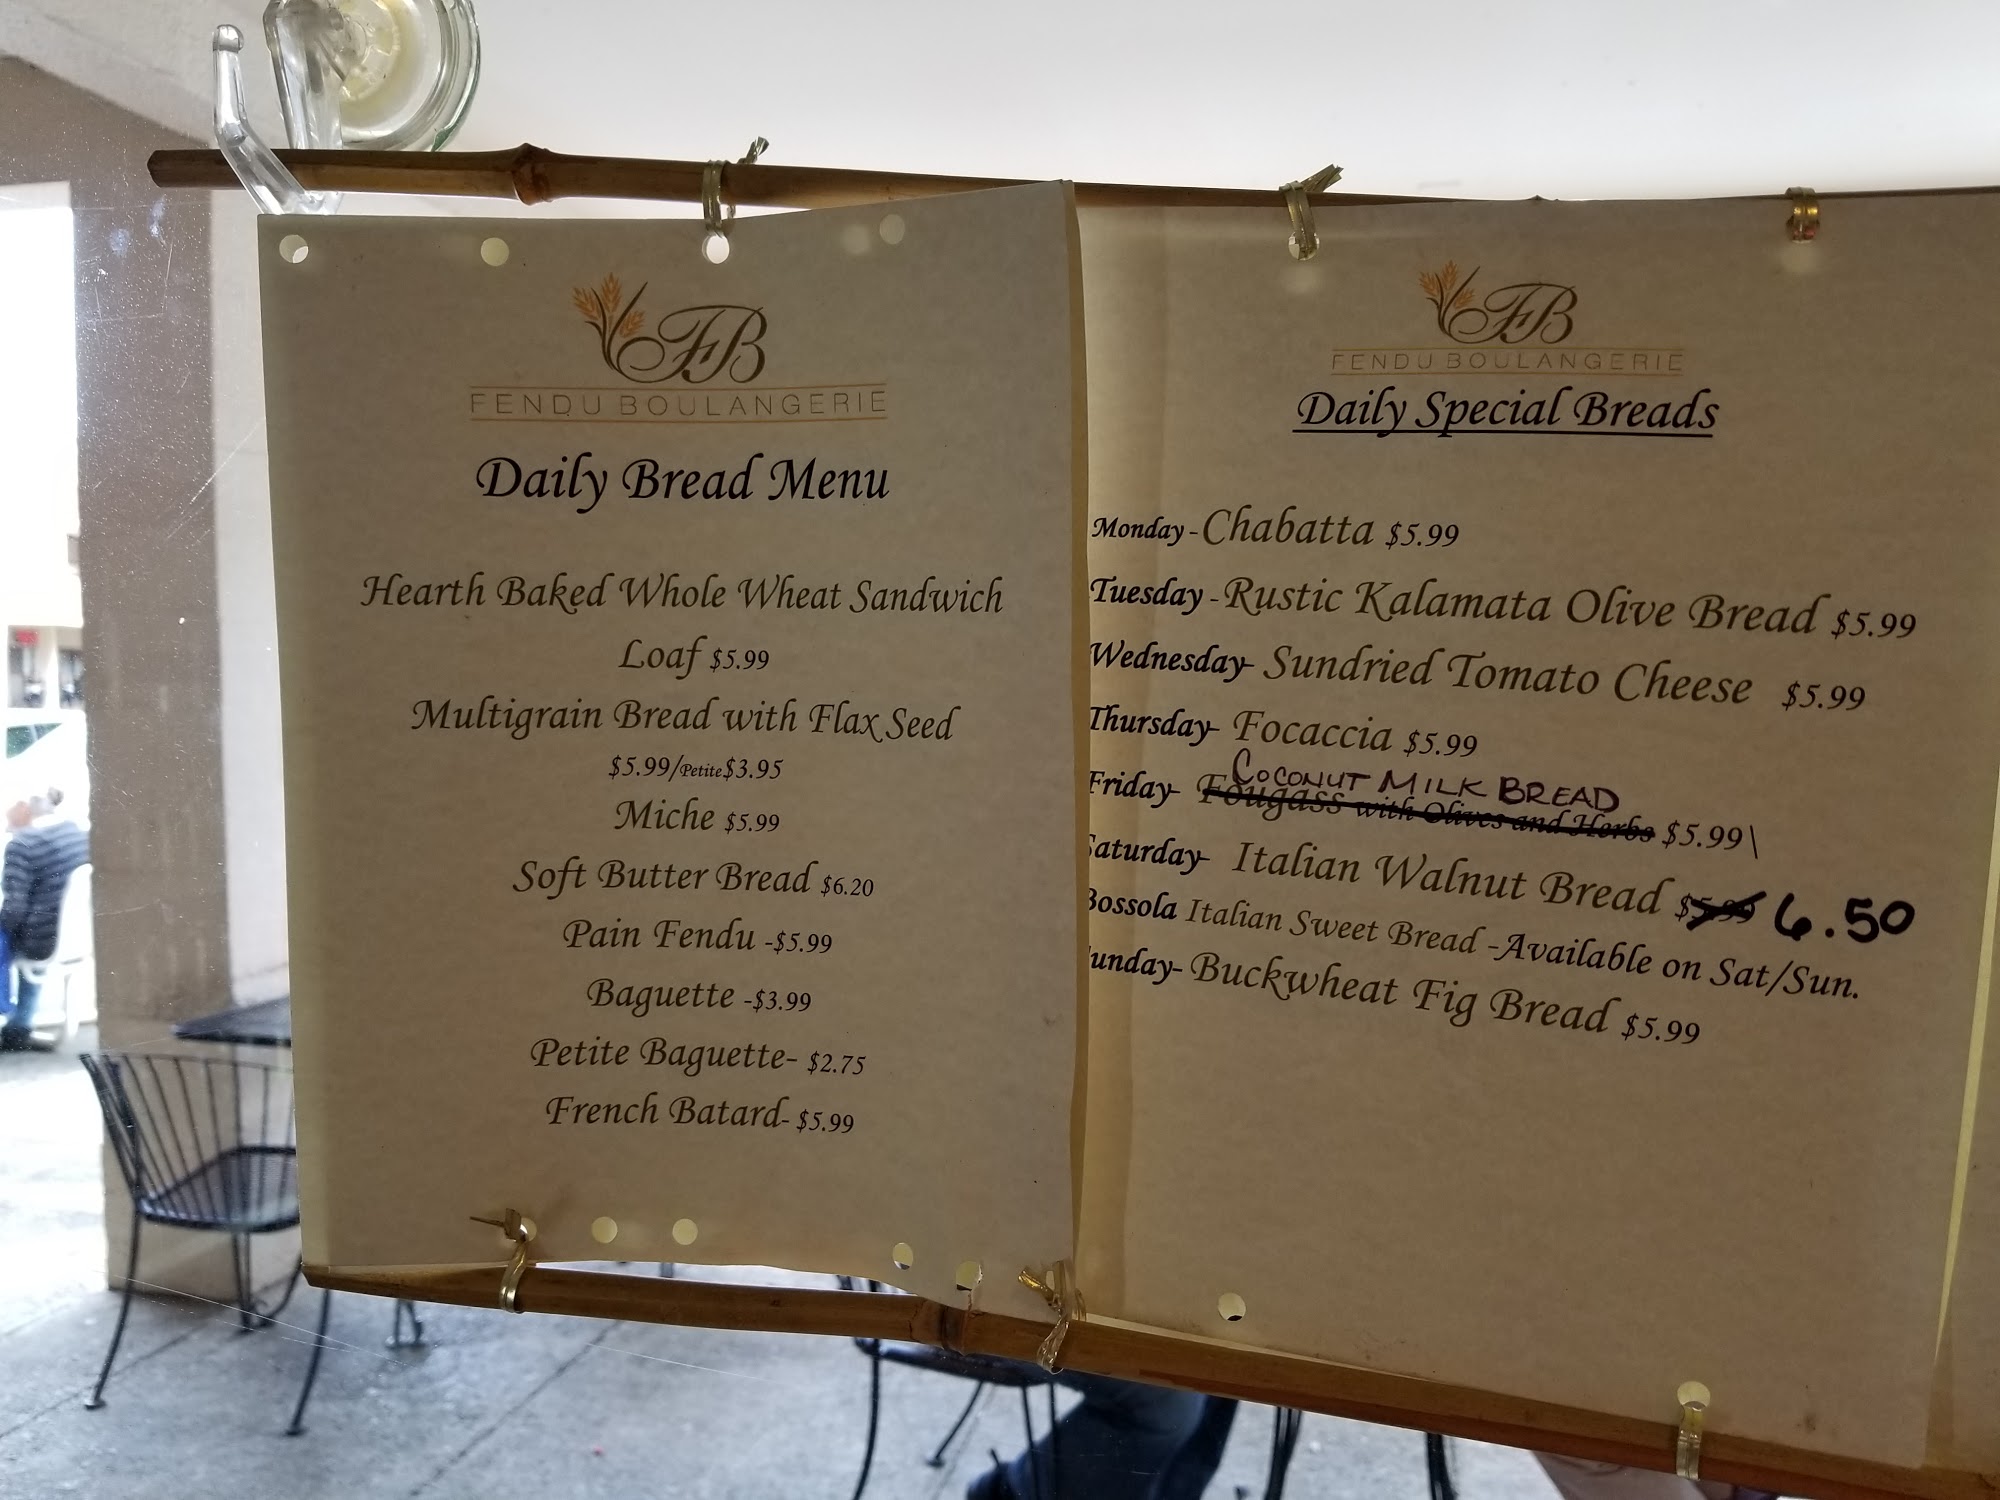 FB
FENDU BOULANGERIE
Daily Bread Menu
Hearth Baked Whole Wheat Sandwich
Loaf $5.99
Multigrain Bread with Flax Seed
$5.99/Petite$3.95
Miche $5.99
Soft Butter Bread $6.20
Pain Fendu -$5.99
Baguette -$3.99
Petite Baguette- $2.75
French Batard- $5.99
FB
FENDU BOULANGERIE
Daily Special Breads
Monday - Chabatta $5.99
Tuesday - Rustic Kalamata Olive Bread $5.99
Wednesday- Sundried Tomato Cheese $5.99
Thursday- Focaccia $5.99
COCONUT MILK BREAD
Friday- Fougass with Olives and Herbs $5.99\
Saturday- Italian Walnut Bread $5.99 6.50
Bossola Italian Sweet Bread -Available on Sat/Sun.
Sunday- Buckwheat Fig Bread $5.99